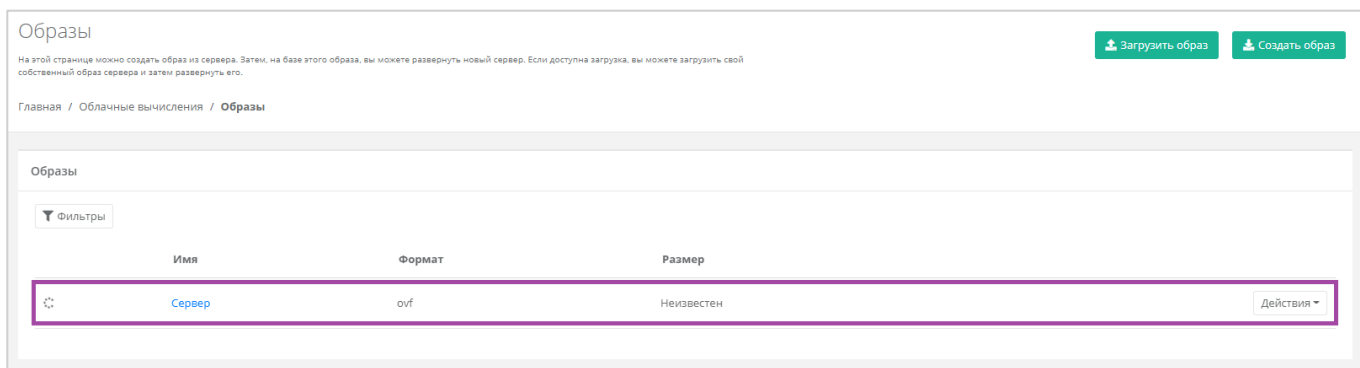 Образы
Загрузить образ
Создать образ
На этой странице можно создать образ из сервера. Затем, на базе этого образа, вы можете развернуть новый сервер. Если доступна загрузка, вы можете загрузить свой
собственный образ сервера и затем развернуть его.
Главная / Облачные вычисления / Образы
Образы
Фильтры
Имя Формат Размер
Сервер ovf Неизвестен Действия